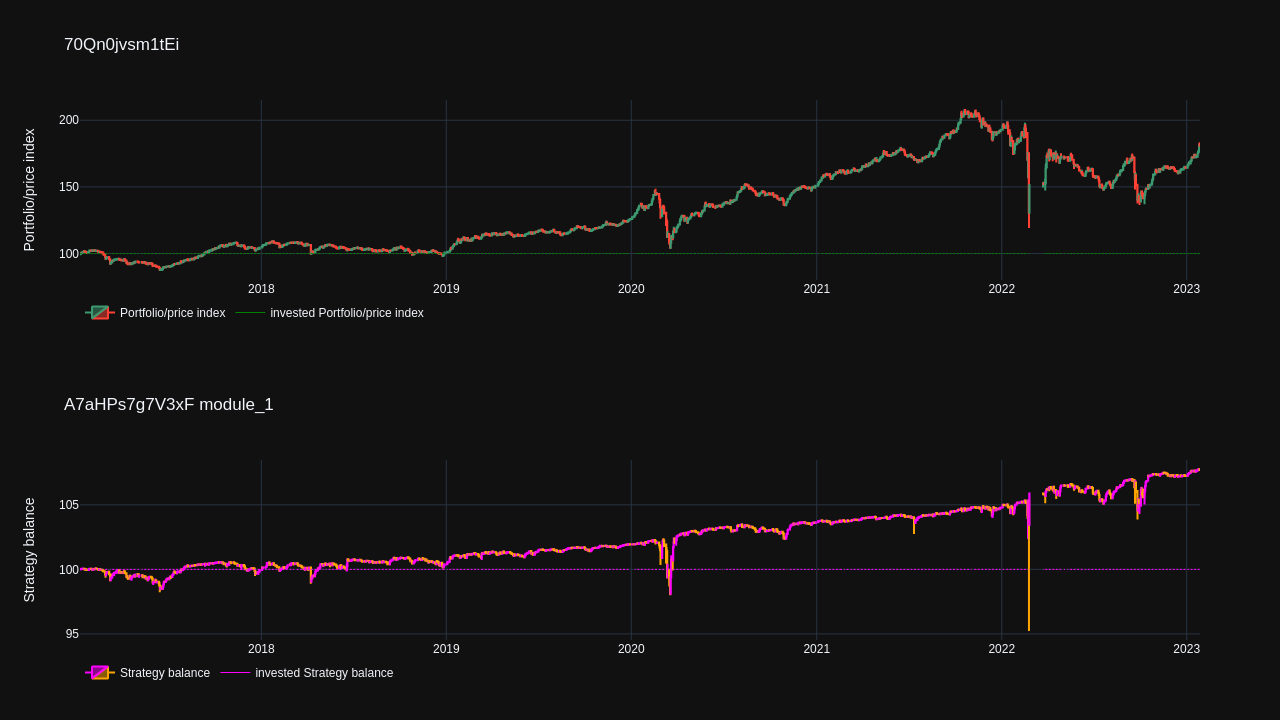 70Qn0jvsm1tEi
Portfolio/price index
200
150
100
2018 2019 2020 2021 2022 2023
Portfolio/price index invested Portfolio/price index
A7aHPs7g7V3xF module_1
Strategy balance
105
100
95
2018 2019 2020 2021 2022 2023
Strategy balance invested Strategy balance